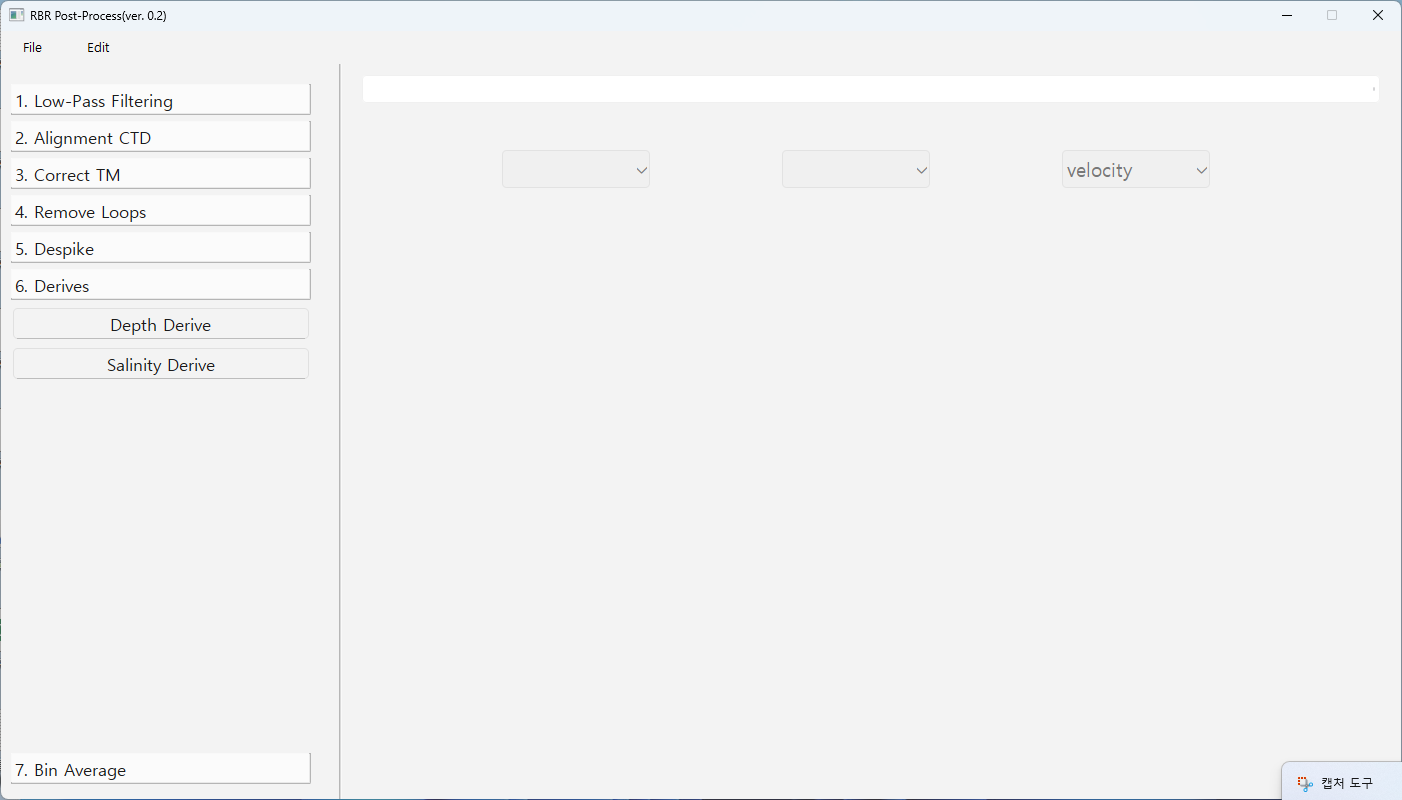 RBR Post-Process(ver. 0.2)
File Edit
1. Low-Pass Filtering
2. Alignment CTD
3. Correct TM
4. Remove Loops
5. Despike
6. Derives
Depth Derive
Salinity Derive
7. Bin Average
velocity
캡처 도구